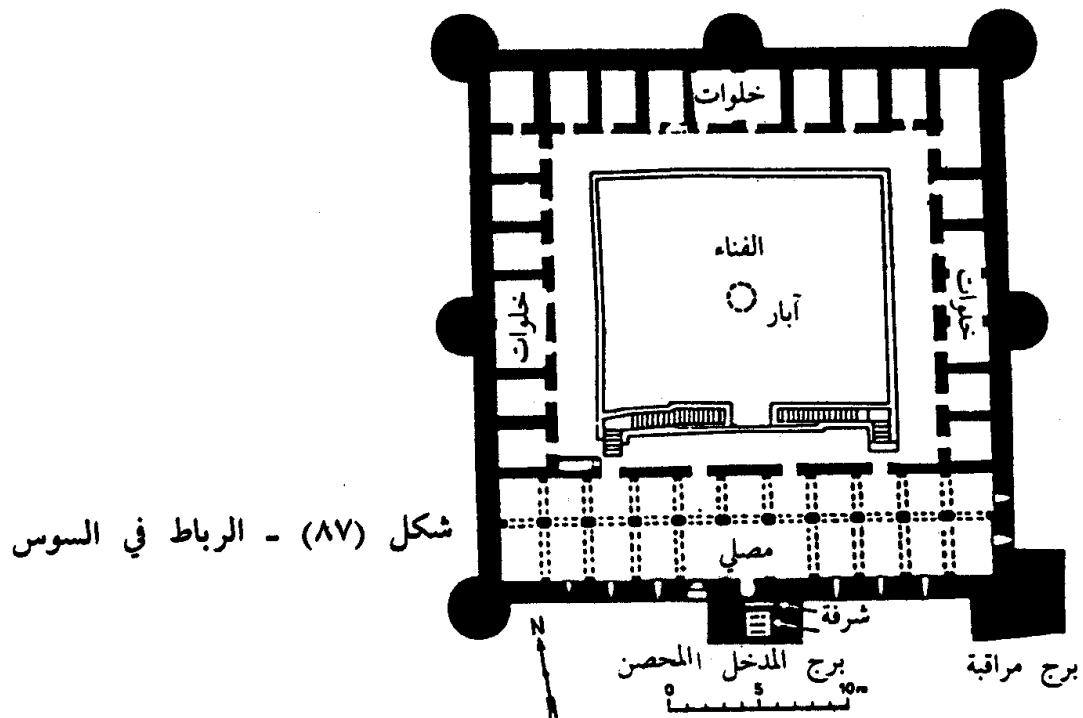 خلوات
الفناء
آبار
خلوات
خلوات
شكل (٨٧) - الرباط في السوس
مصلي
شرفة
برج المدخل المحصن
برج مراقبة
N
0 5 10m